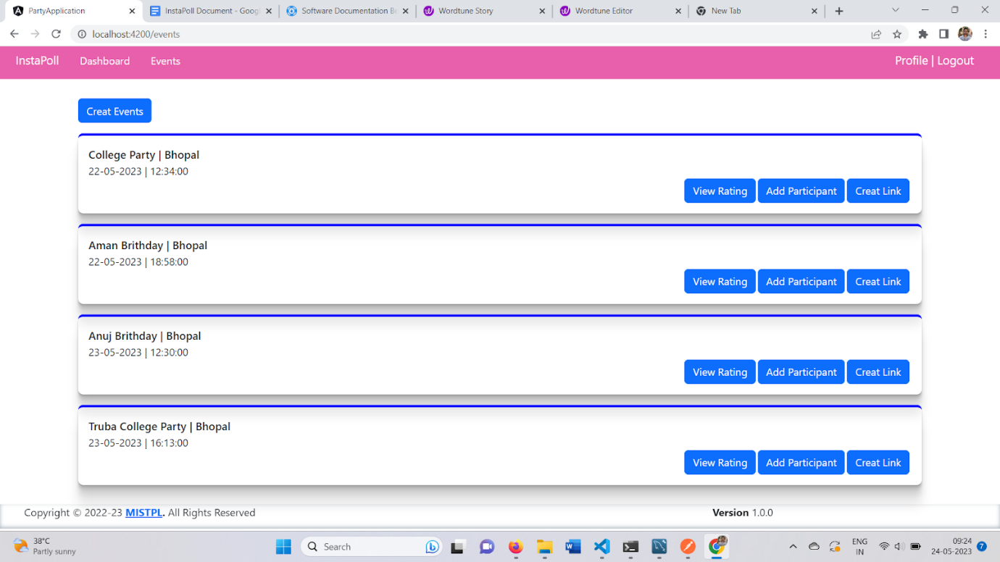 PartyApplication
InstaPoll Document - Googl
Software Documentation Be
Wordtune Story
Wordtune Editor
New Tab
localhost:4200/events
InstaPoll Dashboard Events Profile | Logout
Creat Events
College Party | Bhopal
22-05-2023 | 12:34:00
View Rating Add Participant Creat Link
Aman Brithday | Bhopal
22-05-2023 | 18:58:00
View Rating Add Participant Creat Link
Anuj Brithday | Bhopal
23-05-2023 | 12:30:00
View Rating Add Participant Creat Link
Truba College Party | Bhopal
23-05-2023 | 16:13:00
View Rating Add Participant Creat Link
Copyright © 2022-23 MISTPL. All Rights Reserved Version 1.0.0
38°C
Partly sunny
Search
ENG
IN
09:24
24-05-2023
7